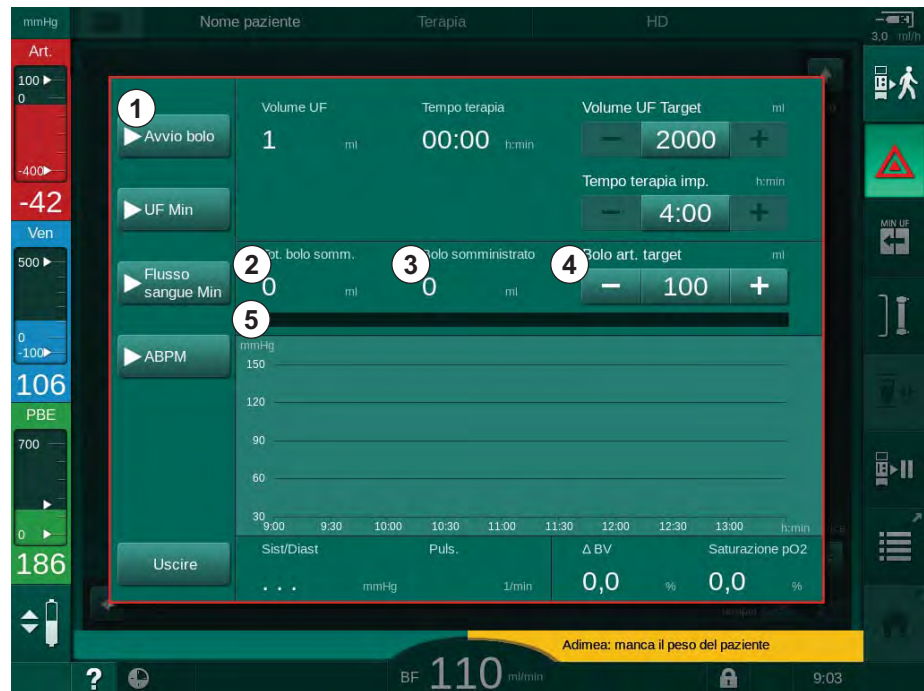 mmHg
Nome paziente
Terapia
HD
3,0 ml/h
Art.
100
0
-400
-42
Ven
500
0
-100
106
PBE
700
0
186
1
Avvio bolo
UF Min
Flusso
sangue Min
ABPM
Uscire
Volume UF
1 ml
Tempo terapia
00:00 h:min
Volume UF Target ml
− 2000 +
Tempo terapia imp. h:min
− 4:00 +
2
Tot. bolo somm.
0 ml
3
Bolo somministrato
0 ml
4
Bolo art. target ml
− 100 +
5
mmHg
150
120
90
60
30
9:00 9:30 10:00 10:30 11:00 11:30 12:00 12:30 13:00 h:min
Sist/Diast
. . . mmHg
Puls.
1/min
Δ BV
0,0 %
Saturazione pO2
0,0 %
MIN UF
Adimea: manca il peso del paziente
?
BF 110 ml/min
9:03